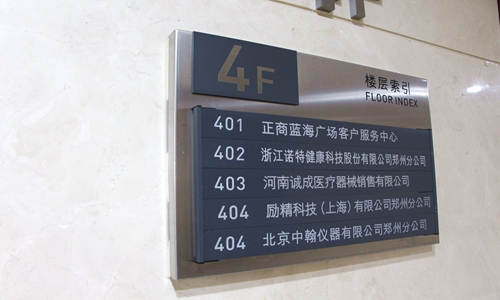 4F
楼层索引
FLOOR INDEX
401 正商蓝海广场客户服务中心
402 浙江诺特健康科技股份有限公司郑州分公司
403 河南诚成医疗器械销售有限公司
404 励精科技(上海)有限公司郑州分公司
404 北京中翰仪器有限公司郑州分公司